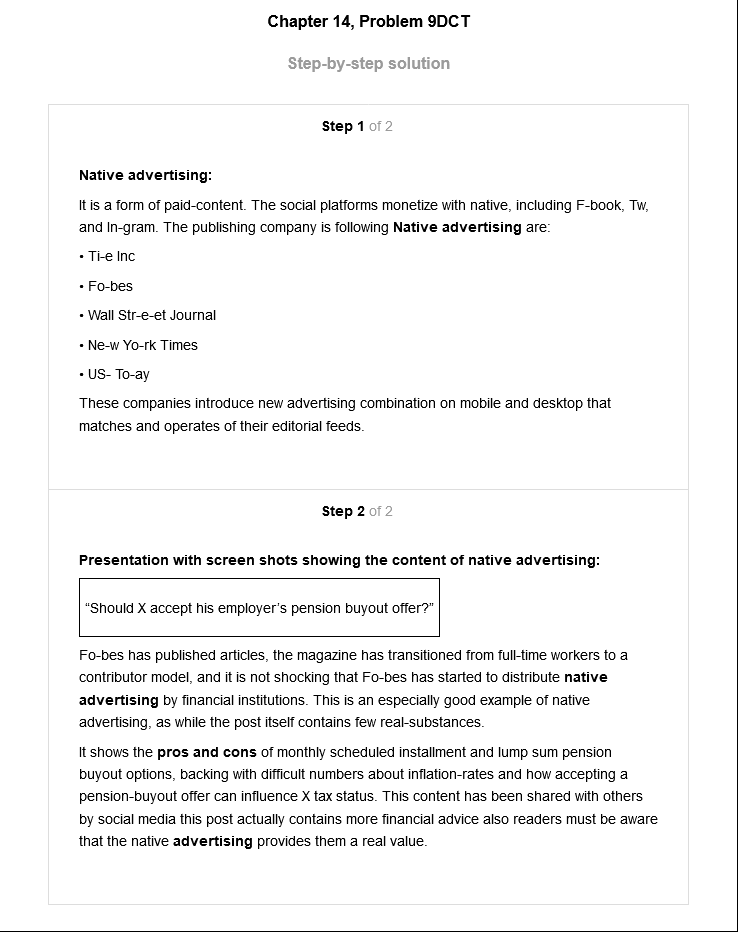 Chapter 14, Problem 9DCT
Step-by-step solution
Step 1 of 2
Native advertising:
It is a form of paid-content. The social platforms monetize with native, including F-book, Tw,
and In-gram. The publishing company is following Native advertising are:
• Ti-e Inc
• Fo-bes
• Wall Str-e-et Journal
• Ne-w Yo-rk Times
• US- To-ay
These companies introduce new advertising combination on mobile and desktop that
matches and operates of their editorial feeds.
Step 2 of 2
Presentation with screen shots showing the content of native advertising:
“Should X accept his employer’s pension buyout offer?”
Fo-bes has published articles, the magazine has transitioned from full-time workers to a
contributor model, and it is not shocking that Fo-bes has started to distribute native
advertising by financial institutions. This is an especially good example of native
advertising, as while the post itself contains few real-substances.
It shows the pros and cons of monthly scheduled installment and lump sum pension
buyout options, backing with difficult numbers about inflation-rates and how accepting a
pension-buyout offer can influence X tax status. This content has been shared with others
by social media this post actually contains more financial advice also readers must be aware
that the native advertising provides them a real value.